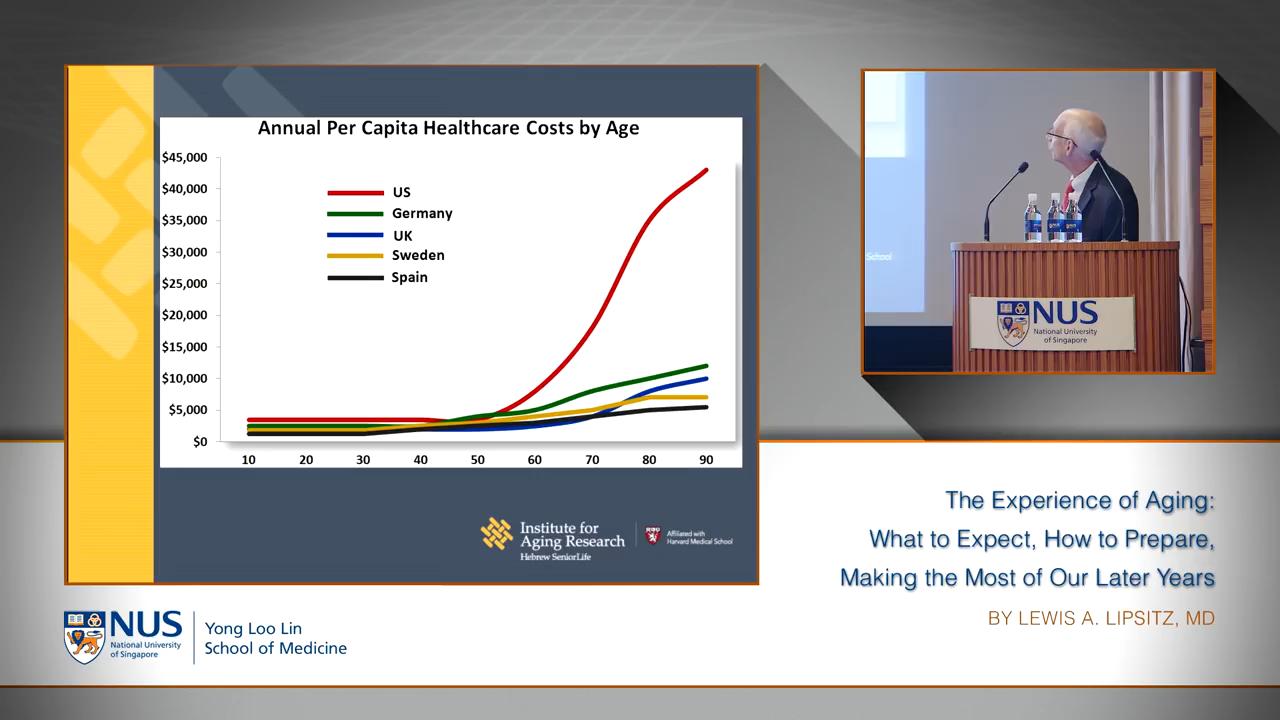 Annual Per Capita Healthcare Costs by Age
$45,000
$40,000
$35,000
$30,000
$25,000
$20,000
$15,000
$10,000
$5,000
$0
US
Germany
UK
Sweden
Spain
10 20 30 40 50 60 70 80 90
Institute for
Aging Research
Hebrew SeniorLife
Affiliated with
Harvard Medical School
School
NUS
National University
of Singapore
The Experience of Aging:
What to Expect, How to Prepare,
Making the Most of Our Later Years
BY LEWIS A. LIPSITZ, MD
NUS
National University
of Singapore
Yong Loo Lin
School of Medicine